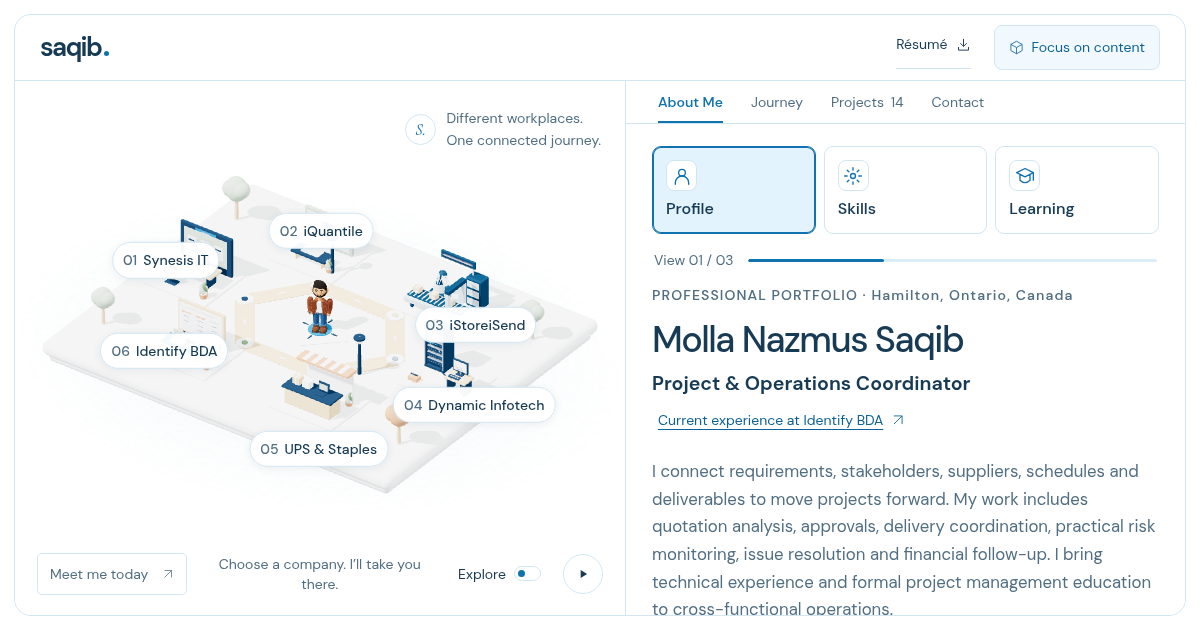 saqib.
Résumé
Focus on content
S.
Different workplaces.
One connected journey.
01 Synesis IT
02 iQuantile
03 iStoreiSend
06 Identify BDA
04 Dynamic Infotech
05 UPS & Staples
Meet me today
Choose a company. I’ll take you
there.
Explore
About Me
Journey
Projects 14
Contact
Profile
Skills
Learning
View 01 / 03
PROFESSIONAL PORTFOLIO · Hamilton, Ontario, Canada
Molla Nazmus Saqib
Project & Operations Coordinator
Current experience at Identify BDA
I connect requirements, stakeholders, suppliers, schedules and
deliverables to move projects forward. My work includes
quotation analysis, approvals, delivery coordination, practical risk
monitoring, issue resolution and financial follow-up. I bring
technical experience and formal project management education
to cross-functional operations.